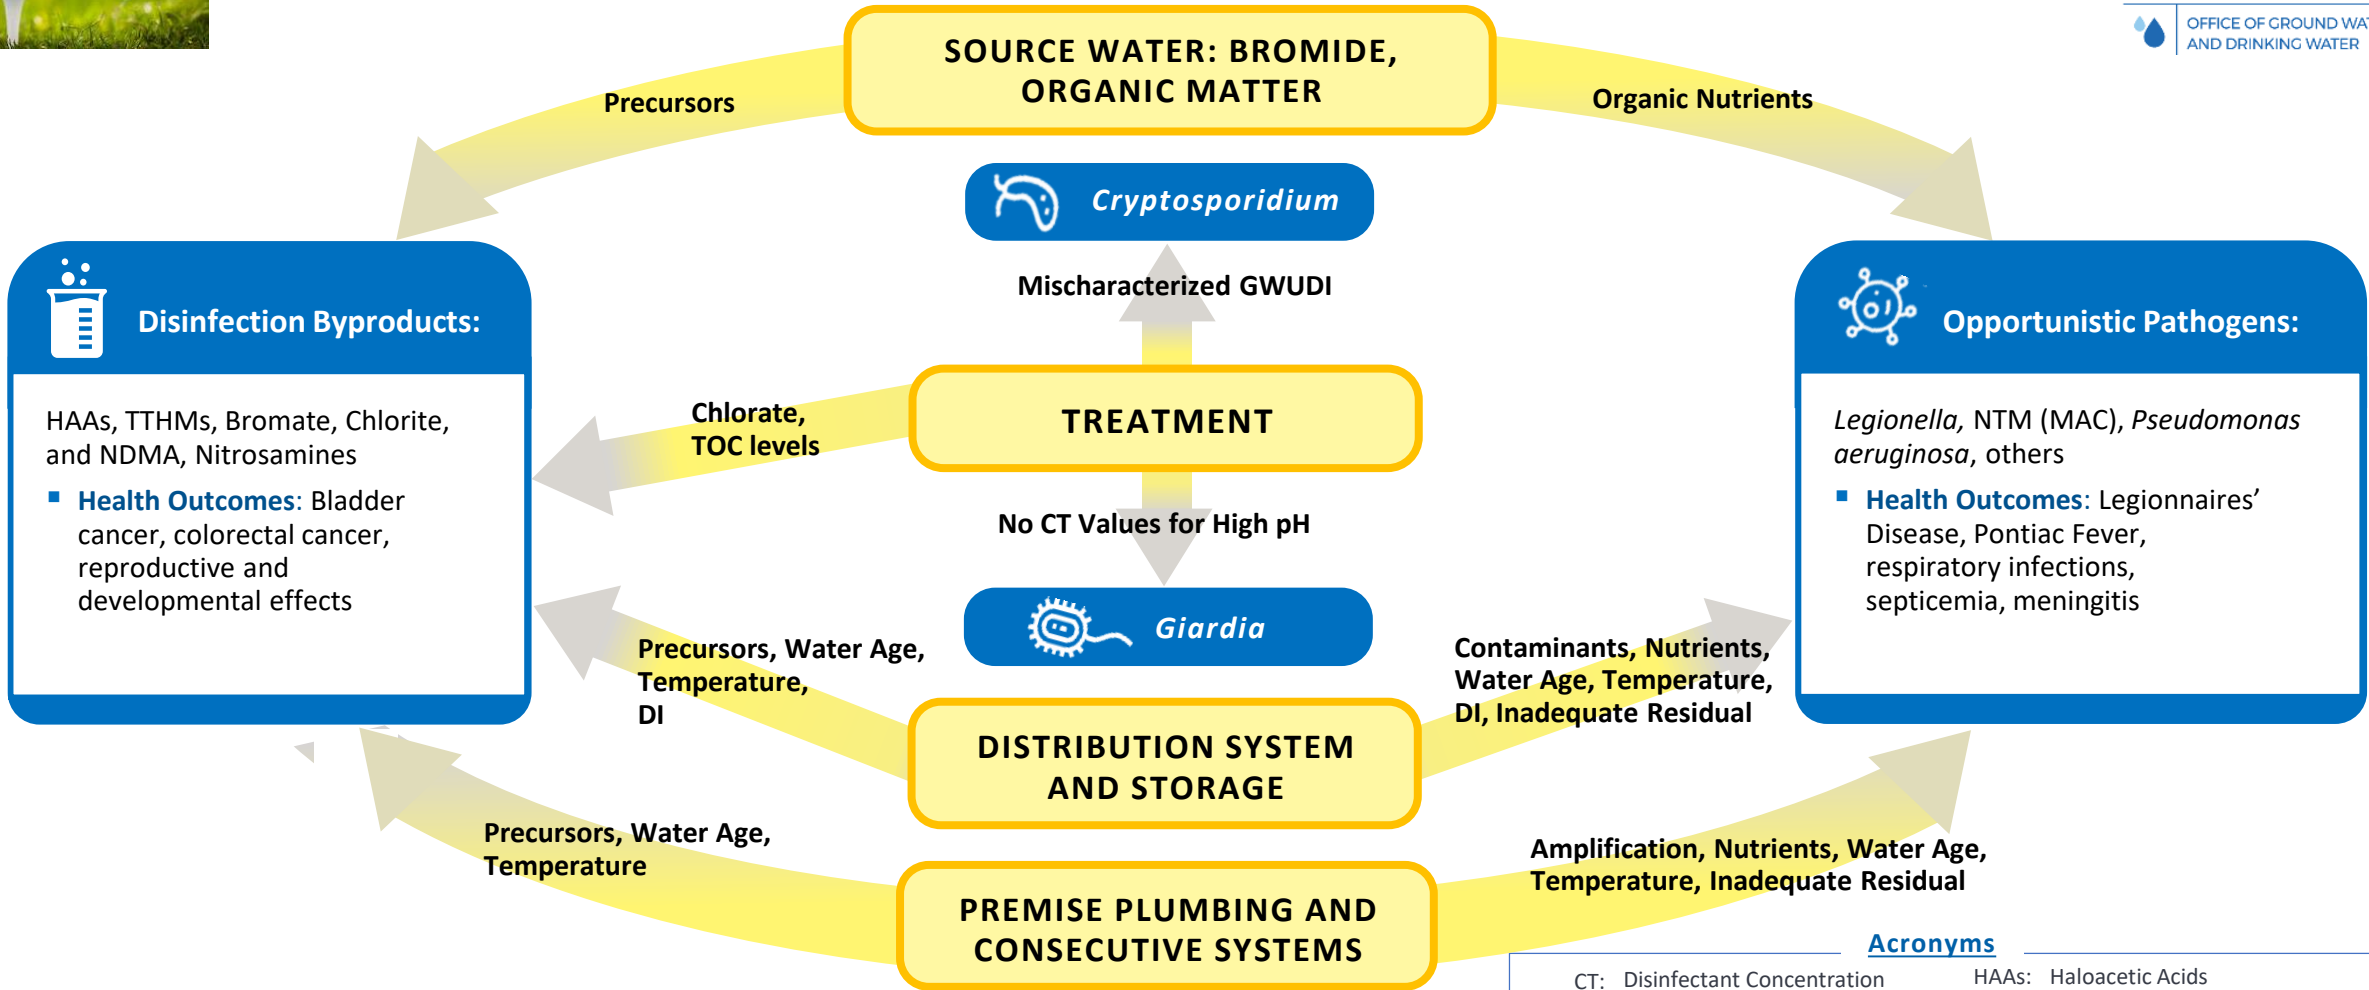 OFFICE OF GROUND WAT
AND DRINKING WATER
SOURCE WATER: BROMIDE,
ORGANIC MATTER
Precursors
Organic Nutrients
Cryptosporidium
Mischaracterized GWUDI
Disinfection Byproducts:
HAAs, TTHMs, Bromate, Chlorite,
and NDMA, Nitrosamines
▪ Health Outcomes: Bladder
cancer, colorectal cancer,
reproductive and
developmental effects
Chlorate,
TOC levels
TREATMENT
Opportunistic Pathogens:
Legionella, NTM (MAC), Pseudomonas
aeruginosa, others
▪ Health Outcomes: Legionnaires’
Disease, Pontiac Fever,
respiratory infections,
septicemia, meningitis
No CT Values for High pH
Giardia
Precursors, Water Age,
Temperature,
DI
Contaminants, Nutrients,
Water Age, Temperature,
DI, Inadequate Residual
DISTRIBUTION SYSTEM
AND STORAGE
Precursors, Water Age,
Temperature
Amplification, Nutrients, Water Age,
Temperature, Inadequate Residual
PREMISE PLUMBING AND
CONSECUTIVE SYSTEMS
Acronyms
CT: Disinfectant Concentration
HAAs: Haloacetic Acids